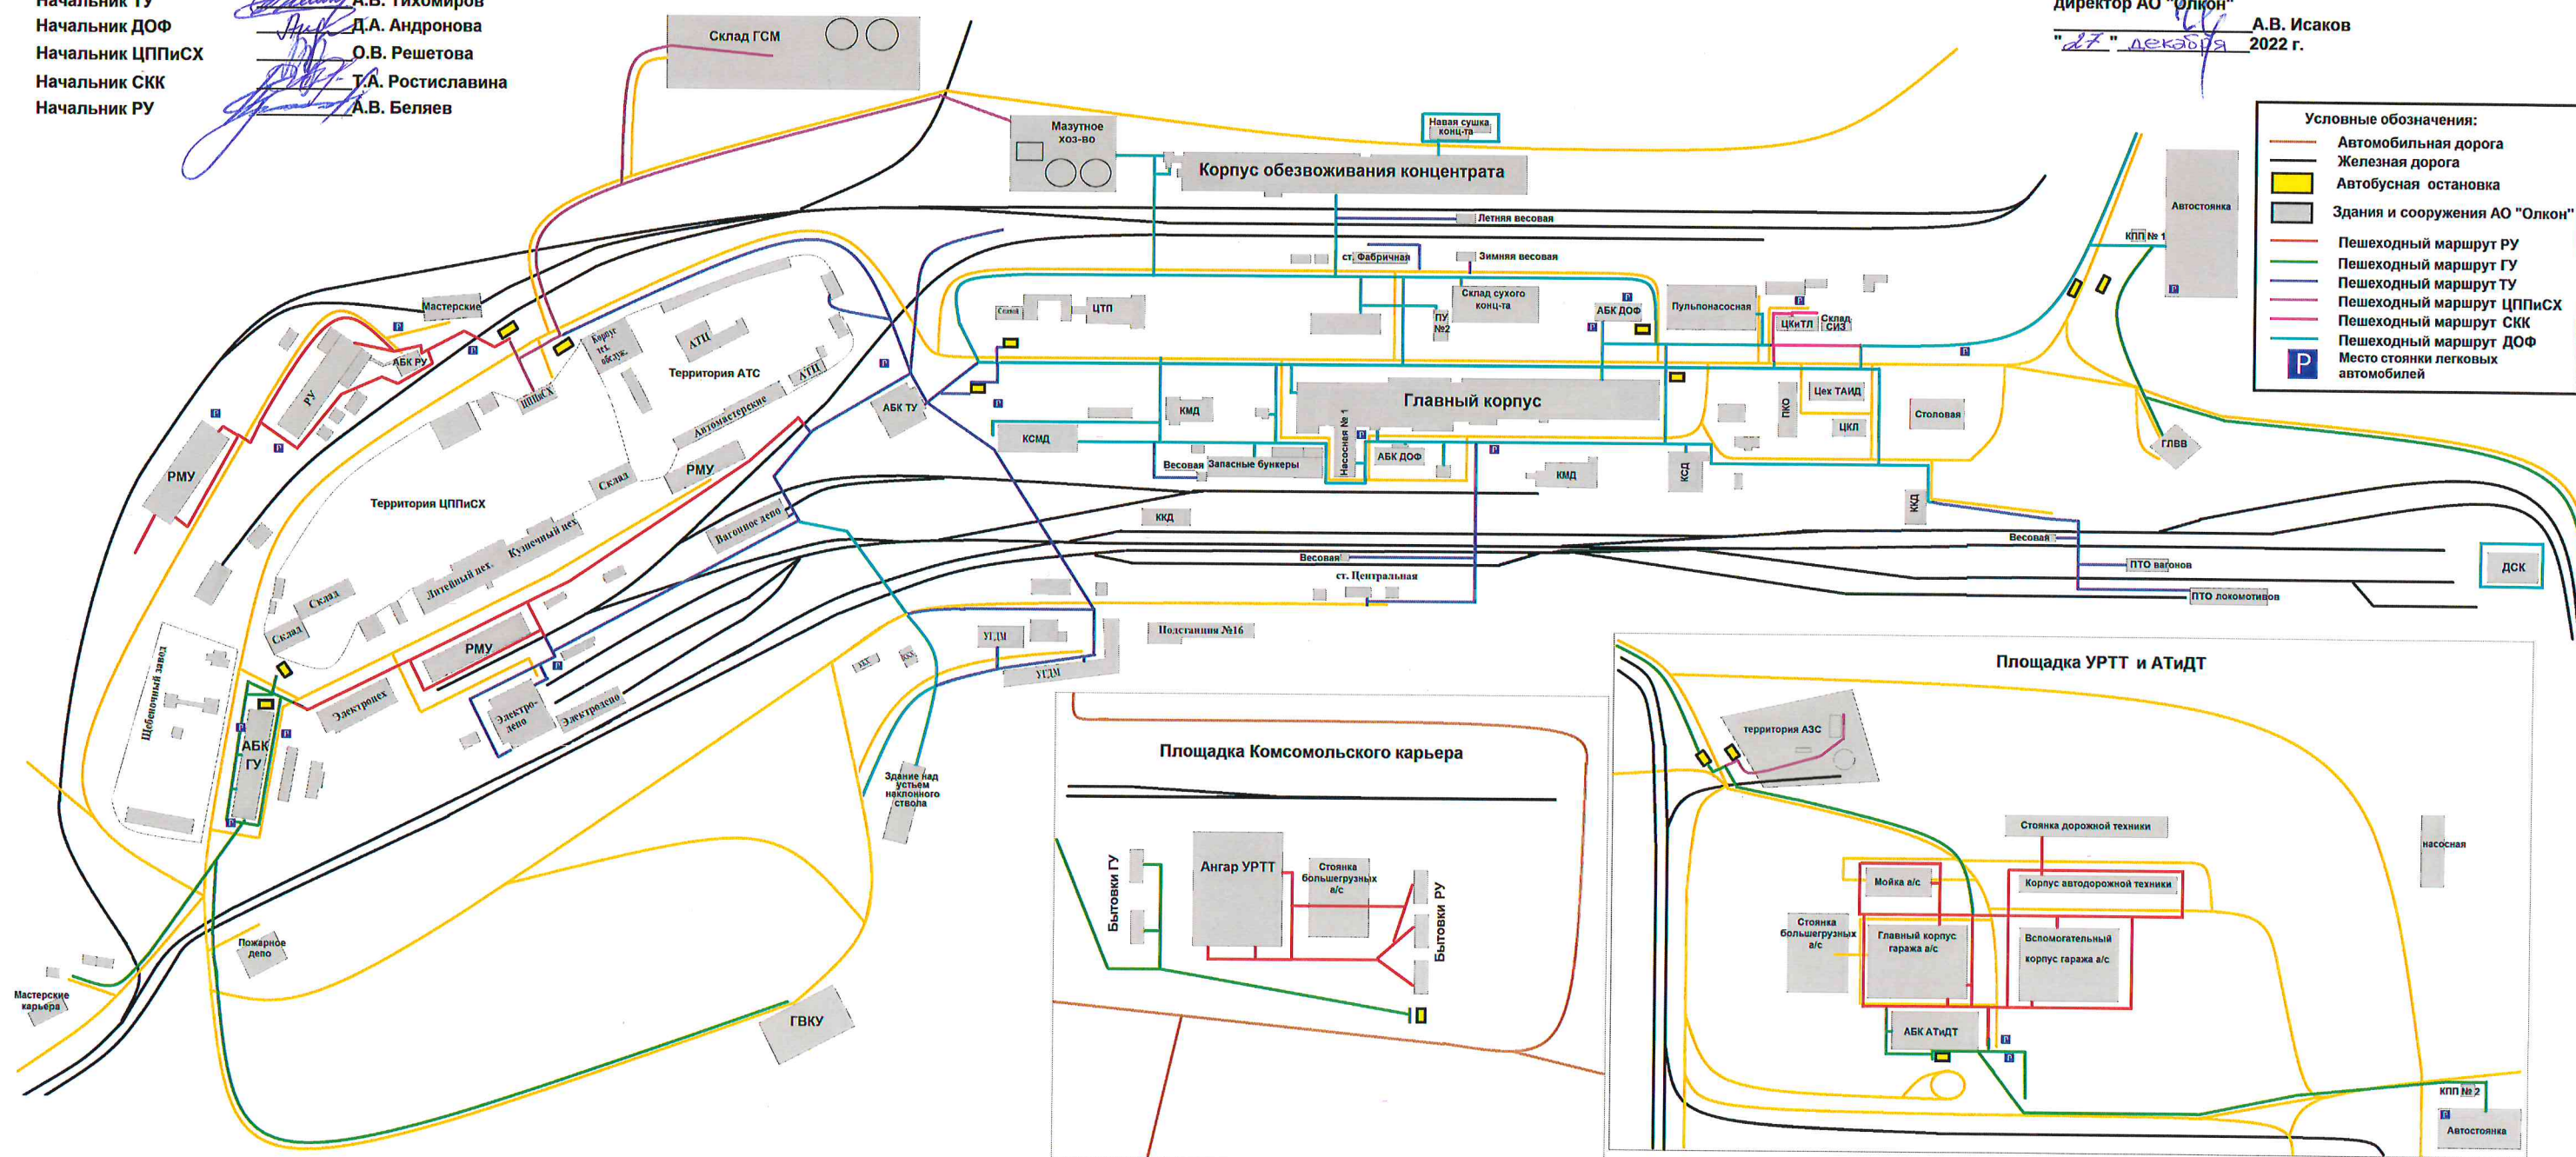 Начальник ТУ А.В. Тихомиров
Начальник ДОФ Д.А. Андронова
Начальник ЦППиСХ О.В. Решетова
Начальник СКК Т.А. Ростиславина
Начальник РУ А.В. Беляев
директор АО "Олкон"
А.В. Исаков
"27" декабря 2022 г.
Условные обозначения:
Автомобильная дорога
Железная дорога
Автобусная остановка
Здания и сооружения АО "Олкон"
Пешеходный маршрут РУ
Пешеходный маршрут ГУ
Пешеходный маршрут ТУ
Пешеходный маршрут ЦППиСХ
Пешеходный маршрут СКК
Пешеходный маршрут ДОФ
P Место стоянки легковых
автомобилей
Склад ГСМ
Мазутное
хоз-во
Навая сушка
конц-та
Корпус обезвоживания концентрата
Летняя весовая
ст. Фабричная
Зимняя весовая
Автостоянка
КПП № 1
Мастерские
АБК РУ
РУ
РМУ
ЦППиСХ
Корпус
тех.
обслуж.
АТЦ
Территория АТС
АТЦ
Автомастерские
РМУ
Склад
Территория ЦППиСХ
АБК ТУ
ЦТП
Склад сухого
конц-та
ПУ
№2
АБК ДОФ
Пульпонасосная
ЦКиТЛ
Склад
СИЗ
Главный корпус
КМД
КСМД
Весовая
Запасные бункеры
Насосная № 1
АБК ДОФ
КМД
КСД
ПКО
Цех ТАИД
ЦКЛ
Столовая
ККД
ГЛВВ
ККД
Вагонное депо
Кузнечный цех
Литейный цех.
Склад
Склад
РМУ
Весовая
ст. Центральная
Весовая
ПТО вагонов
ПТО локомотивов
ДСК
Щебеночный завод
Электроцех
Электро-
депо
Электродепо
УГДМ
УГДМ
Подстанция №16
АБК
ГУ
Здание над
устьем
наклонного
ствола
Пожарное
депо
Мастерские
карьера
ГВКУ
Площадка Комсомольского карьера
Бытовки ГУ
Ангар УРТТ
Стоянка
большегрузных
а/с
Бытовки РУ
Площадка УРТТ и АТиДТ
территория АЗС
Стоянка дорожной техники
насосная
Мойка а/с
Корпус автодорожной техники
Стоянка
большегрузных
а/с
Главный корпус
гаража а/с
Вспомогательный
корпус гаража а/с
АБК АТиДТ
КПП № 2
Автостоянка